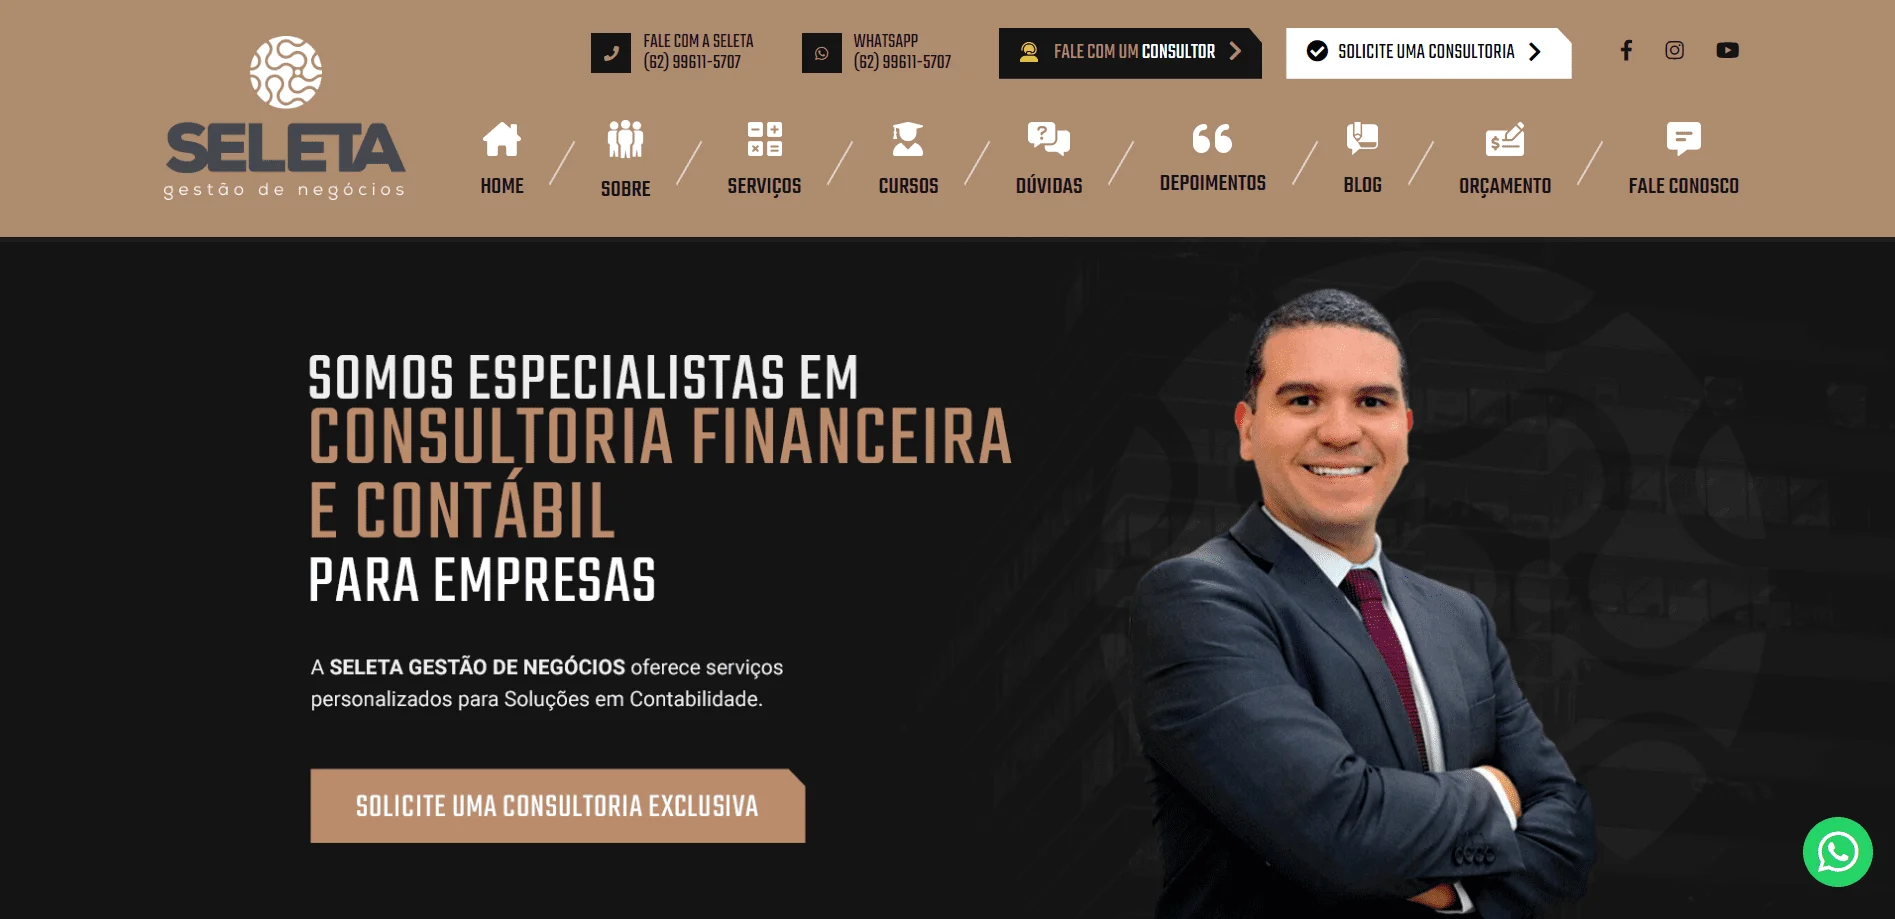 SELETA
gestão de negócios
FALE COM A SELETA
(62) 99611-5707
WHATSAPP
(62) 99611-5707
FALE COM UM CONSULTOR
SOLICITE UMA CONSULTORIA
HOME
SOBRE
SERVIÇOS
CURSOS
DÚVIDAS
DEPOIMENTOS
BLOG
ORÇAMENTO
FALE CONOSCO
SOMOS ESPECIALISTAS EM
CONSULTORIA FINANCEIRA
E CONTÁBIL
PARA EMPRESAS
A SELETA GESTÃO DE NEGÓCIOS oferece serviços
personalizados para Soluções em Contabilidade.
SOLICITE UMA CONSULTORIA EXCLUSIVA